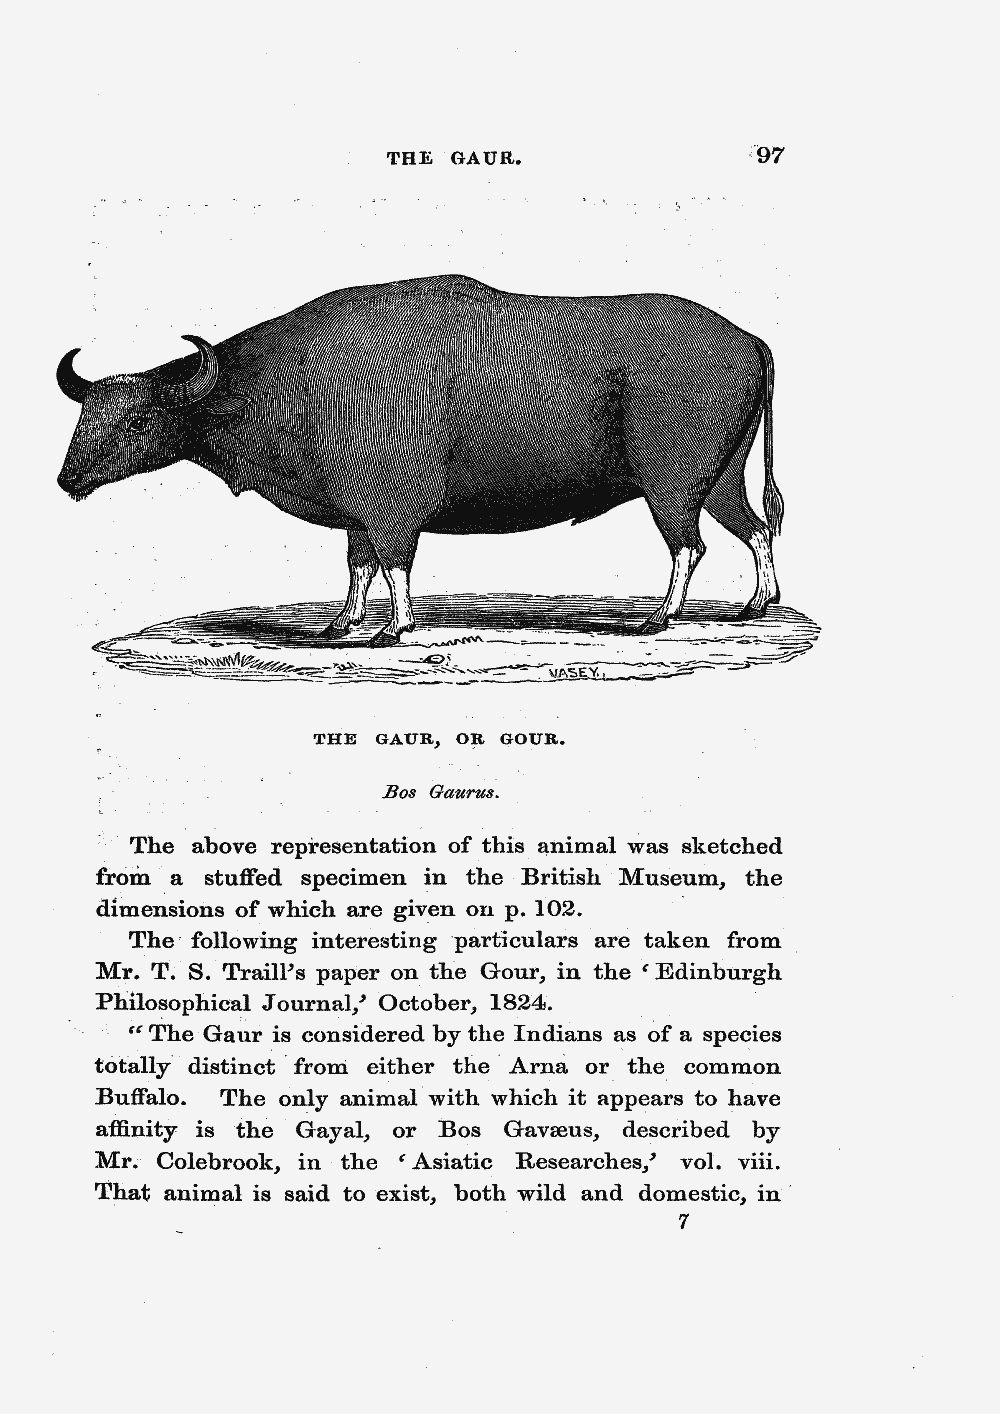 THE GAUR. 97
VASEY.
THE GAUR, OR GOUR.
Bos Gaurus.
The above representation of this animal was sketched
from a stuffed specimen in the British Museum, the
dimensions of which are given on p. 102.
The following interesting particulars are taken from
Mr. T. S. Traill’s paper on the Gour, in the ‘Edinburgh
Philosophical Journal,’ October, 1824.
“The Gaur is considered by the Indians as of a species
totally distinct from either the Arna or the common
Buffalo. The only animal with which it appears to have
affinity is the Gayal, or Bos Gavæus, described by
Mr. Colebrook, in the ‘Asiatic Researches,’ vol. viii.
That animal is said to exist, both wild and domestic, in
7